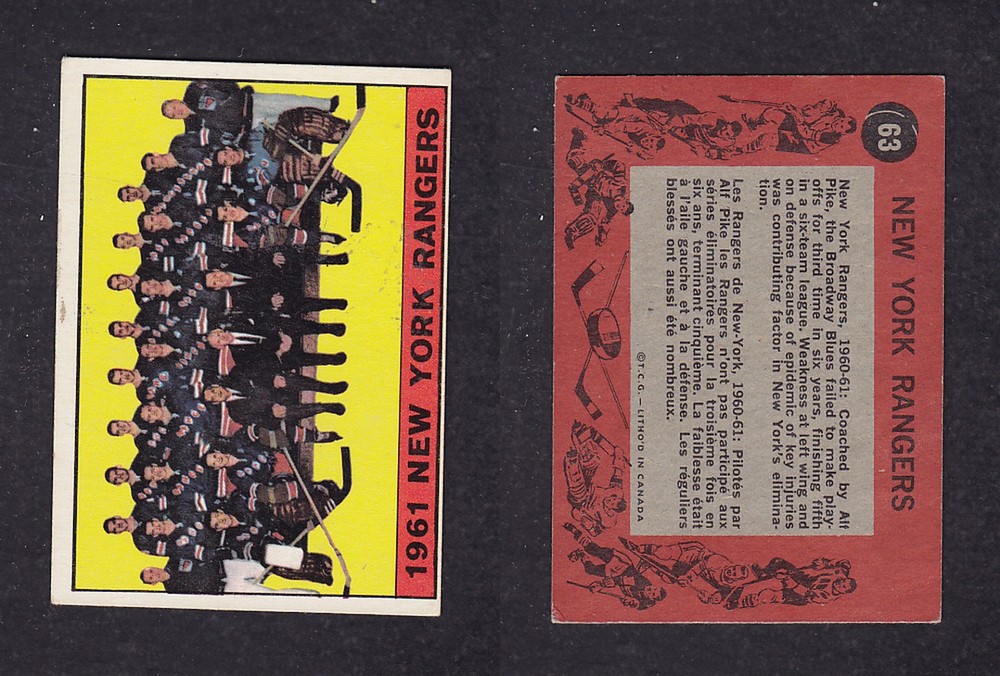 1961 NEW YORK RANGERS
63
NEW YORK RANGERS
New York Rangers, 1960-61: Coached by Alf
Pike, the Broadway Blues failed to make play-
offs for third time in six years, finishing fifth
in a six-team league. Weakness at left wing and
on defense because of epidemic of key injuries
was contributing factor in New York's elimina-
tion.
Les Rangers de New-York, 1960-61: Pilotés par
Alf Pike les Rangers n'ont pas participé aux
séries éliminatoires pour la troisième fois en
six ans, terminant cinquième. La faiblesse était
à l'aile gauche et à la défense. Les réguliers
blessés ont aussi été nombreux.
©T.C.G.—LITHO'D IN CANADA